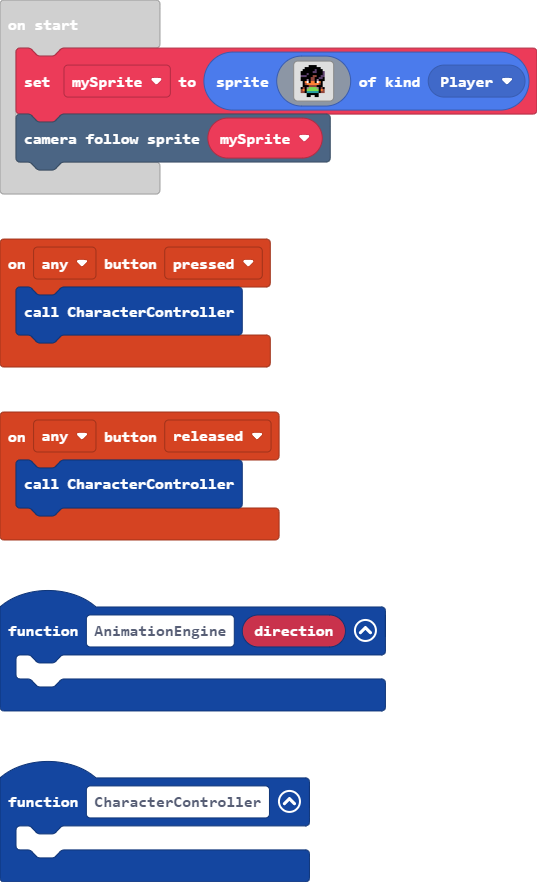 on start
set mySprite to sprite of kind Player
camera follow sprite mySprite
on any button pressed
call CharacterController
on any button released
call CharacterController
function AnimationEngine direction
function CharacterController